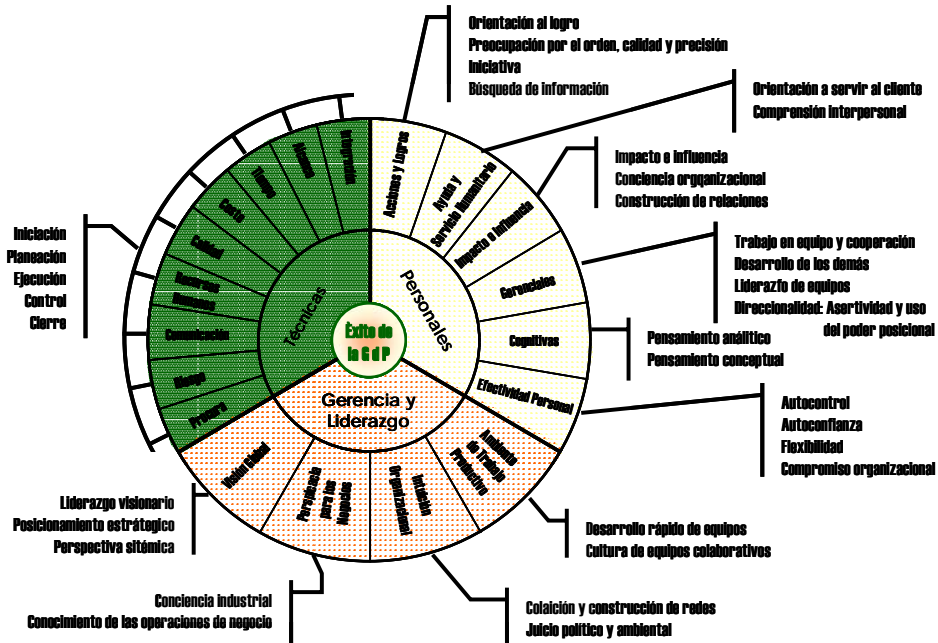 Orientación al logro
Preocupación por el orden, calidad y precisión
Iniciativa
Búsqueda de información
Orientación a servir al cliente
Comprensión interpersonal
Impacto e influencia
Conciencia orgqanizacional
Construcción de relaciones
Trabajo en equipo y cooperación
Desarrollo de los demás
Liderazfo de equipos
Direccionalidad: Asertividad y uso
del poder posicional
Pensamiento análitico
Pensamiento conceptual
Autocontrol
Autoconfianza
Flexibilidad
Compromiso organizacional
Desarrollo rápido de equipos
Cultura de equipos colaborativos
Colaición y construcción de redes
Juicio político y ambiental
Conciencia industrial
Conocimiento de las operaciones de negocio
Liderazgo visionario
Posicionamiento estrátegico
Perspectiva sitémica
Iniciación
Planeación
Ejecución
Control
Cierre
Integración
Alcance
Tiempo
Costo
Calidad
Recursos
Humanos
Comunicación
Riesgo
Procura
Acciones y Logros
Ayuda y
Servicio Humanitario
Impacto e Influencia
Gerenciales
Cognitivas
Efectividad Personal
Ambiente
de Trabajo
Productivo
Intuición
Organizacional
Perspicacia
para los
Negocios
Visión Global
Técnicas
Personales
Gerencia y
Liderazgo
Éxito de
la G d P